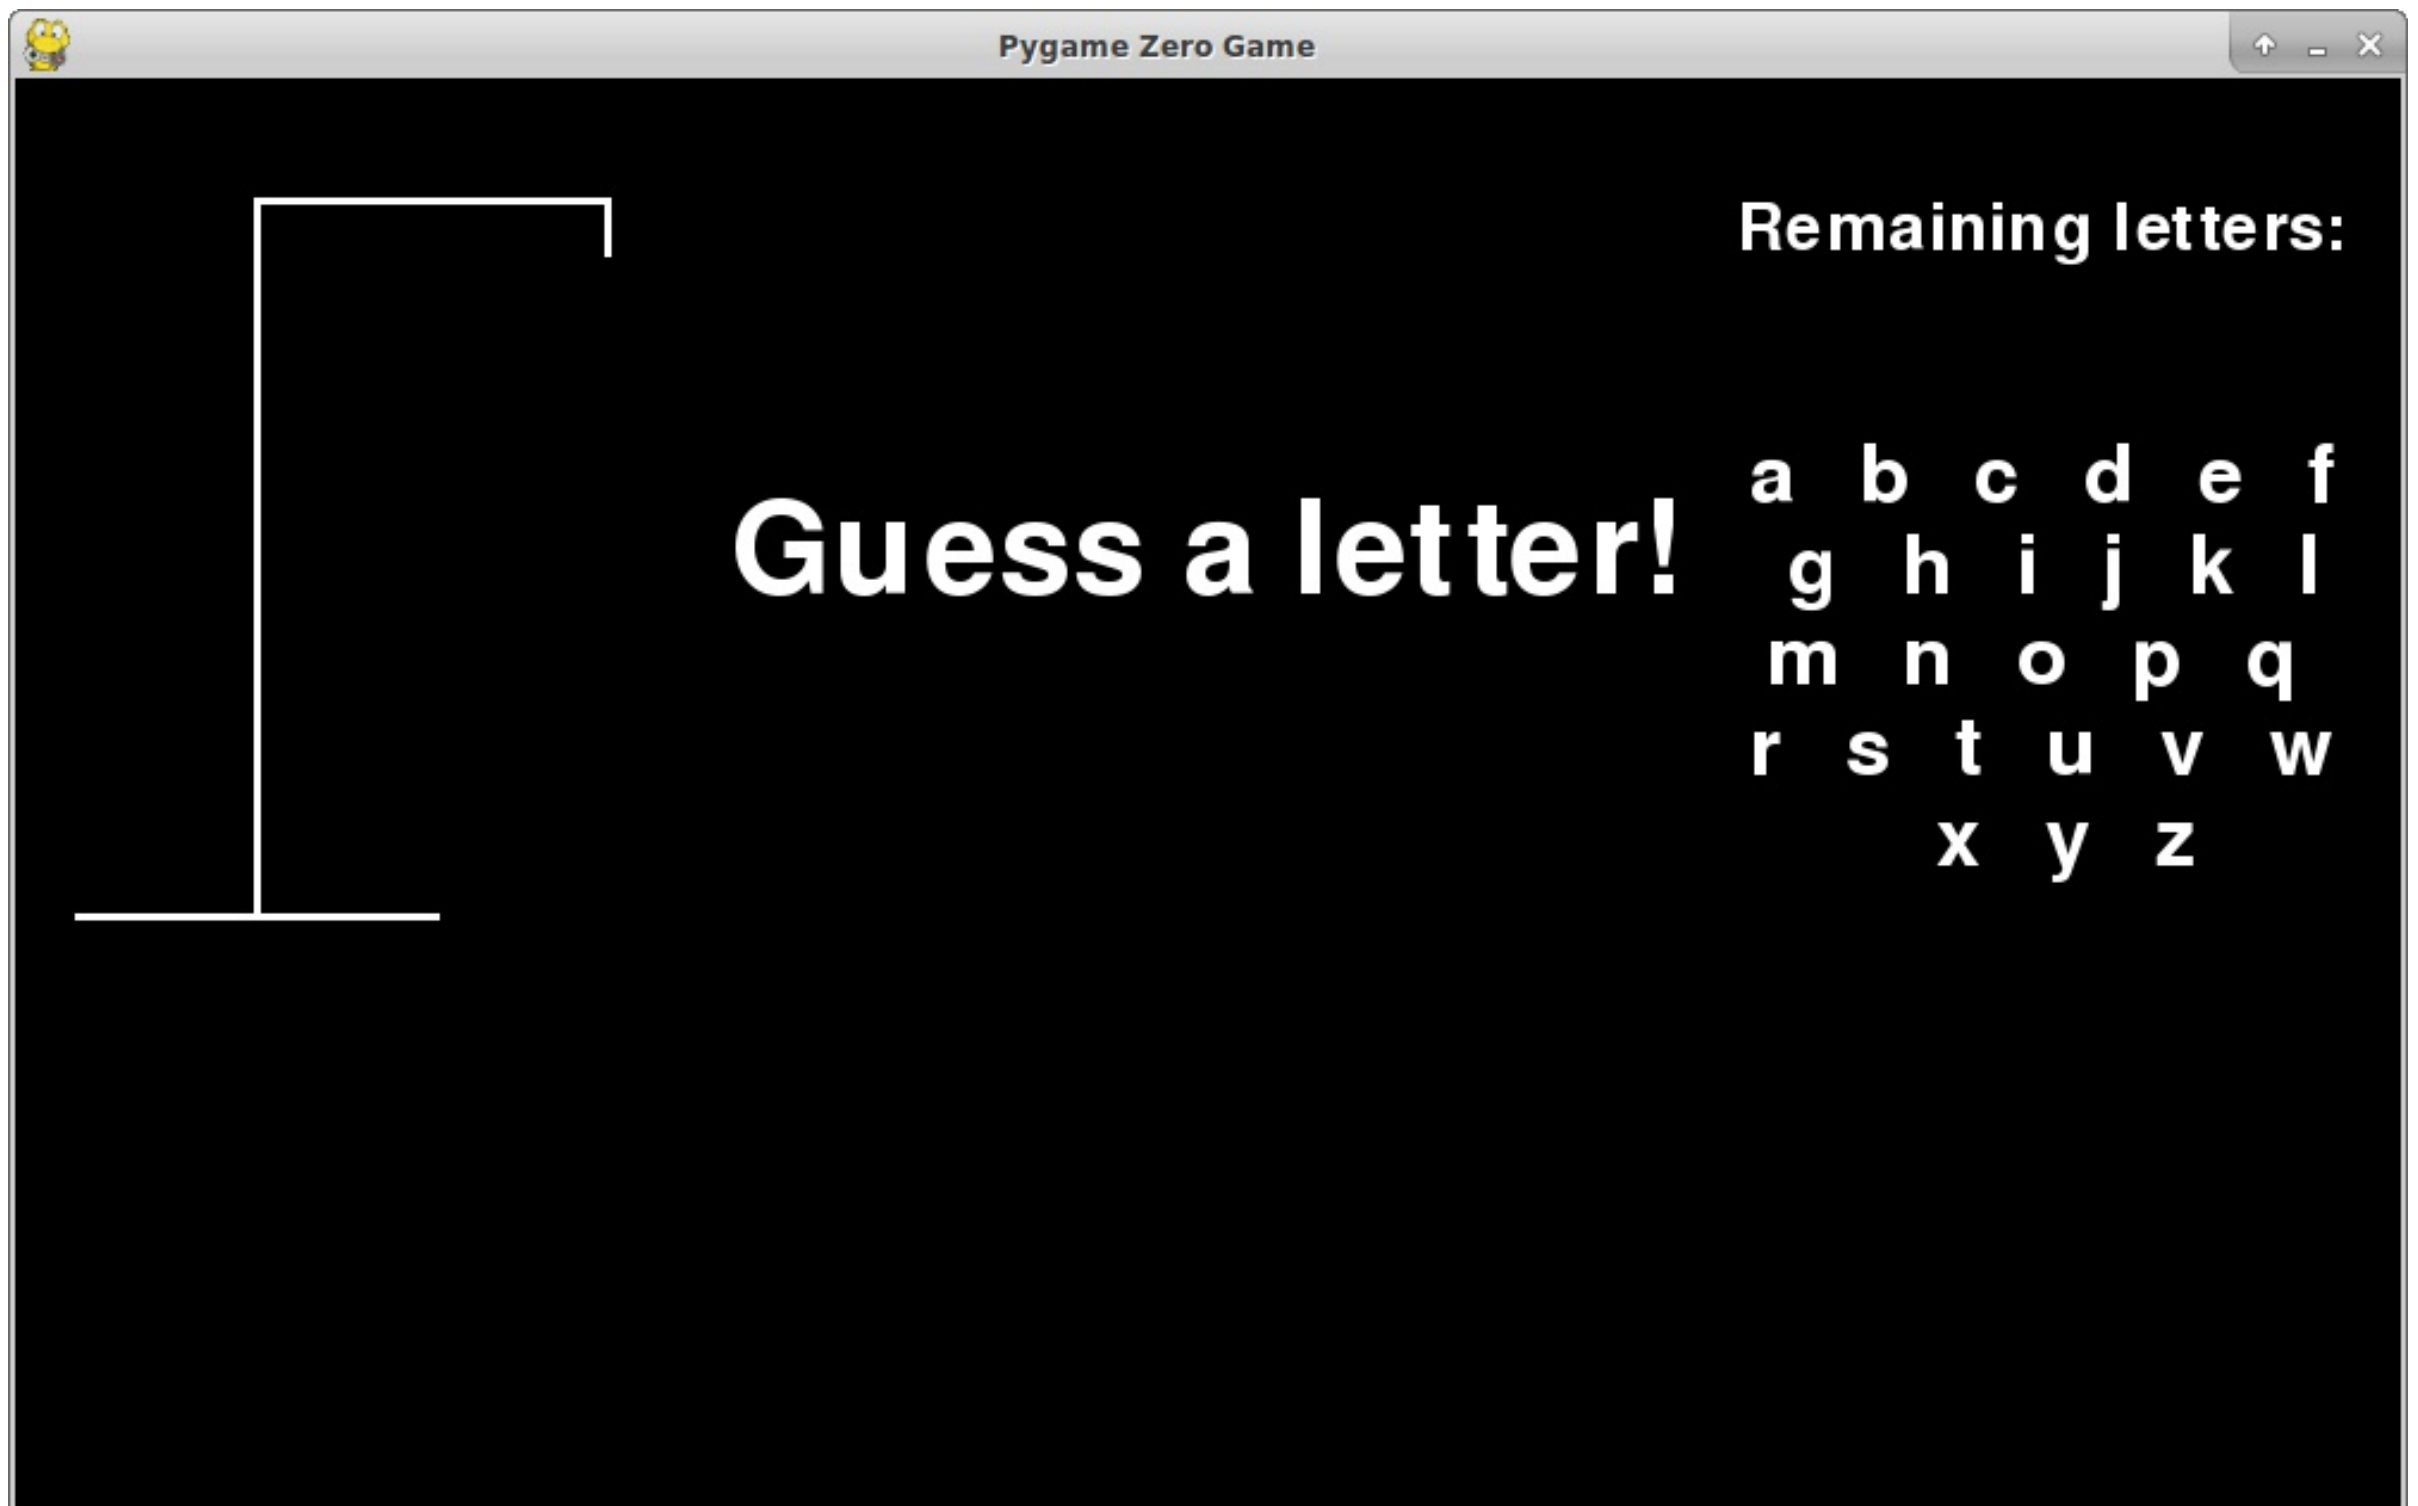 Pygame Zero Game
Remaining letters:
Guess a letter!
a b c d e f
g h i j k l
m n o p q
r s t u v w
x y z